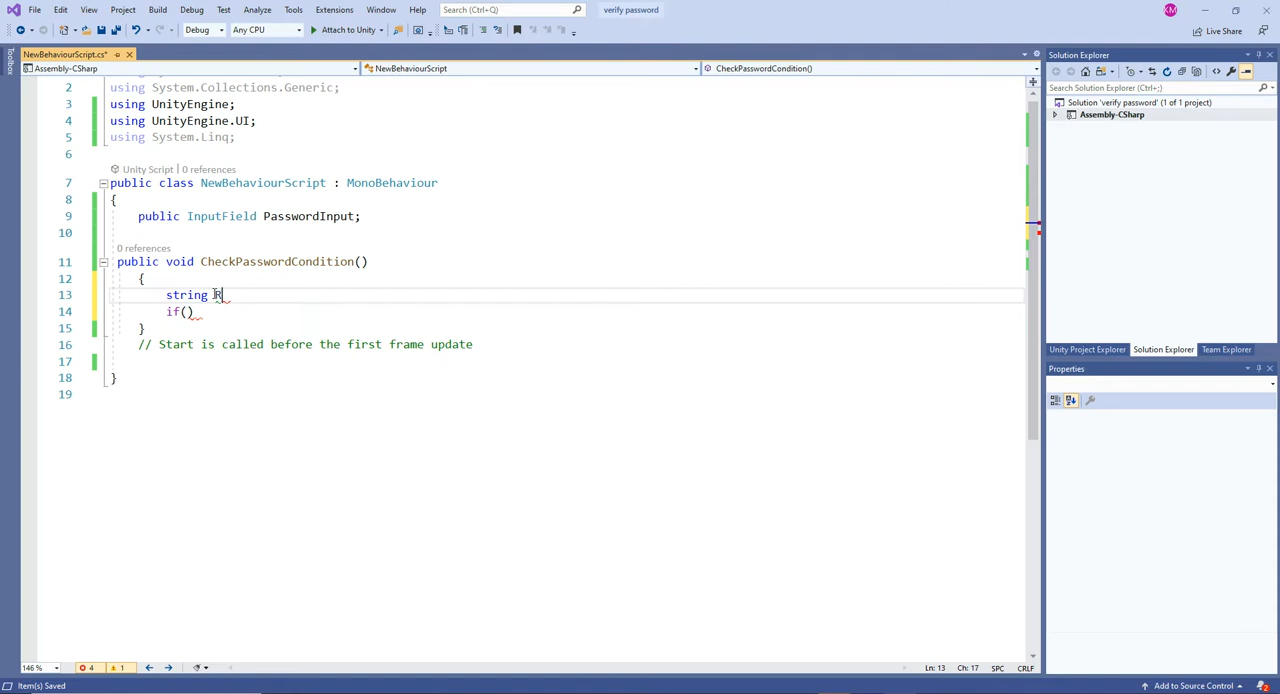 File Edit View Project Build Debug Test Analyze Tools Extensions Window Help Search (Ctrl+Q) verify password KM
Debug Any CPU Attach to Unity Live Share
NewBehaviourScript.cs*
Toolbox
Assembly-CSharp NewBehaviourScript CheckPasswordCondition()
2 using System.Collections.Generic;
3 using UnityEngine;
4 using UnityEngine.UI;
5 using System.Linq;
6
Unity Script | 0 references
7 public class NewBehaviourScript : MonoBehaviour
8 {
9 public InputField PasswordInput;
10
0 references
11 public void CheckPasswordCondition()
12 {
13 string R
14 if()
15 }
16 // Start is called before the first frame update
17
18 }
19
Solution Explorer
Search Solution Explorer (Ctrl+;)
Solution 'verify password' (1 of 1 project)
Assembly-CSharp
Unity Project Explorer Solution Explorer Team Explorer
Properties
146 % 4 1 Ln: 13 Ch: 17 SPC CRLF
Item(s) Saved Add to Source Control 2